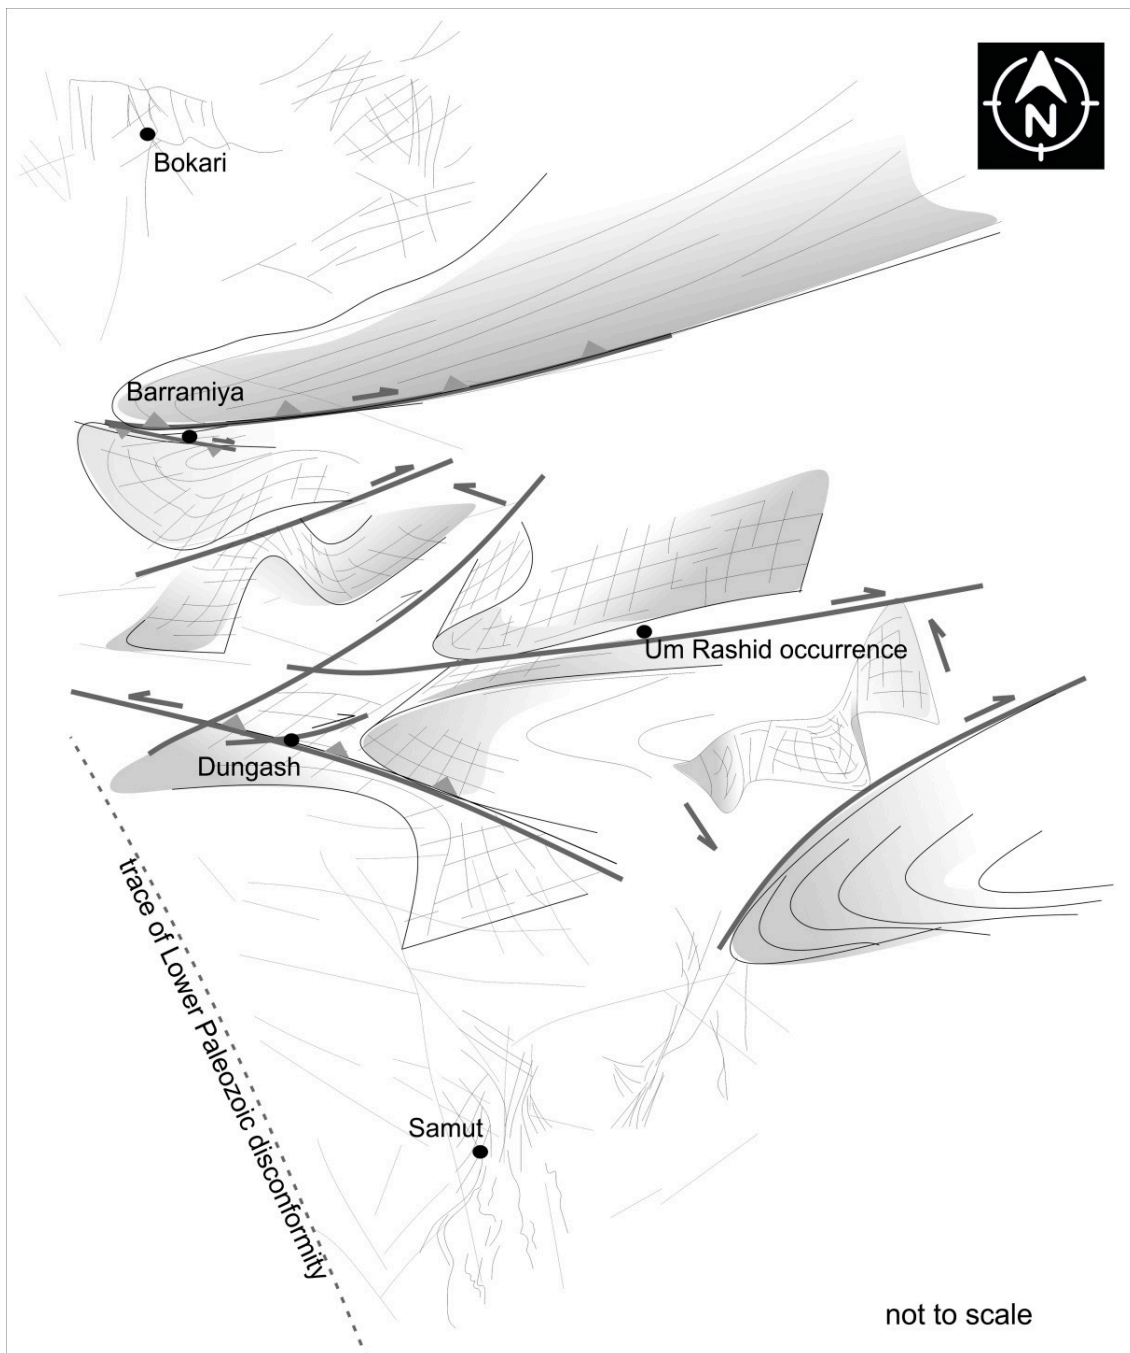 N
Bokari
Barramiya
Um Rashid occurrence
Dungash
trace of Lower Paleozoic disconformity
Samut
not to scale